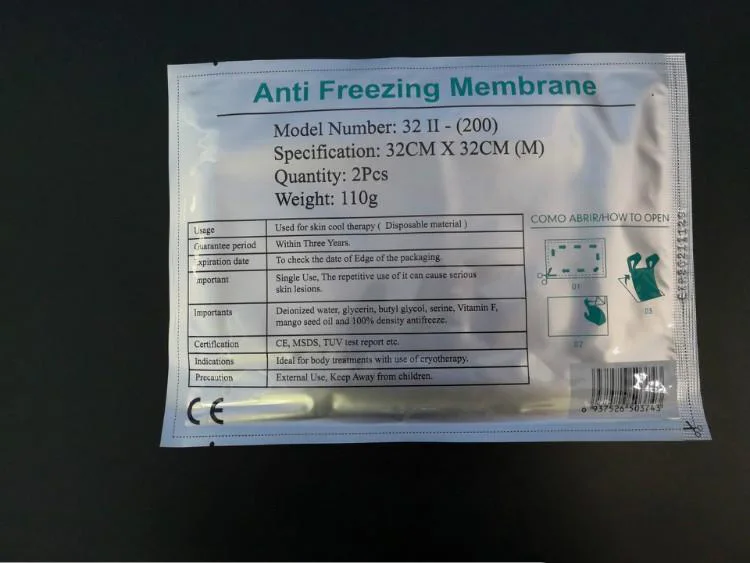 Anti Freezing Membrane
Model Number: 32 II - (200)
Specification: 32CM X 32CM (M)
Quantity: 2Pcs
Weight: 110g
COMO ABRIR/HOW TO OPEN
01
02
03
Usage Used for skin cool therapy ( Disposable material )
Guarantee period Within Three Years.
xpiration date To check the date of Edge of the packaging.
mportant Single Use, The repetitive use of it can cause serious
skin lesions.
Importants Deionized water, glycerin, butyl glycol, serine, Vitamin F,
mango seed oil and 100% density antifreeze.
Certiflcation CE, MSDS, TUV test report etc.
Indications Ideal for body treatments with use of cryotherapy.
Precaution External Use, Keep Away from children.
CE
0 937526 503743